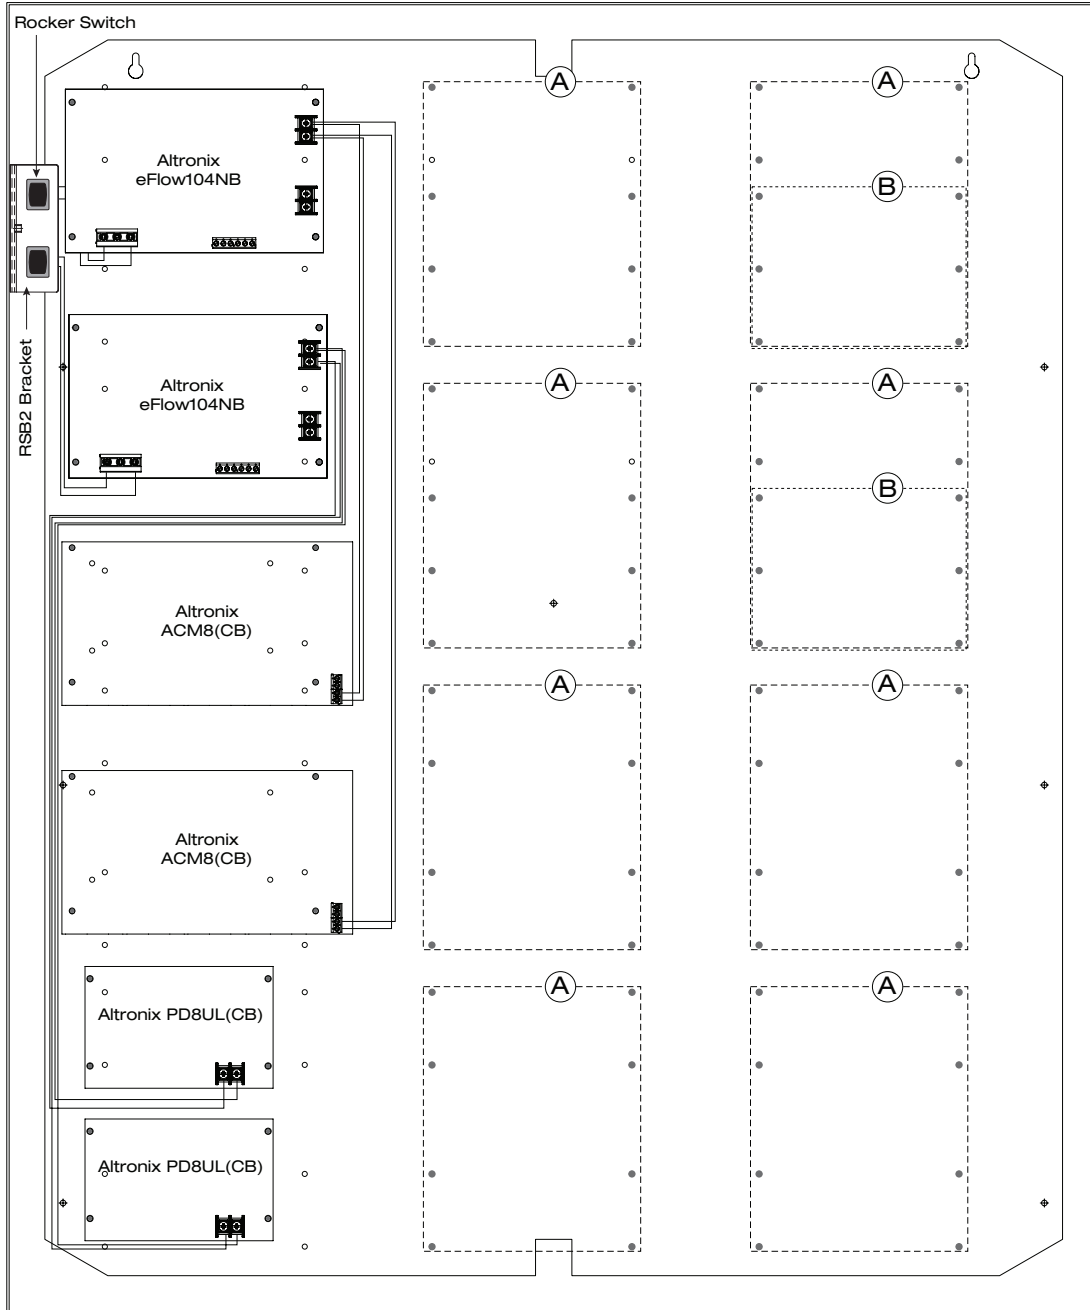 Rocker Switch
A
A
Altronix
eFlow104NB
B
RSB2 Bracket
Altronix
eFlow104NB
A
A
B
Altronix
ACM8(CB)
A
A
Altronix
ACM8(CB)
A
A
Altronix PD8UL(CB)
Altronix PD8UL(CB)